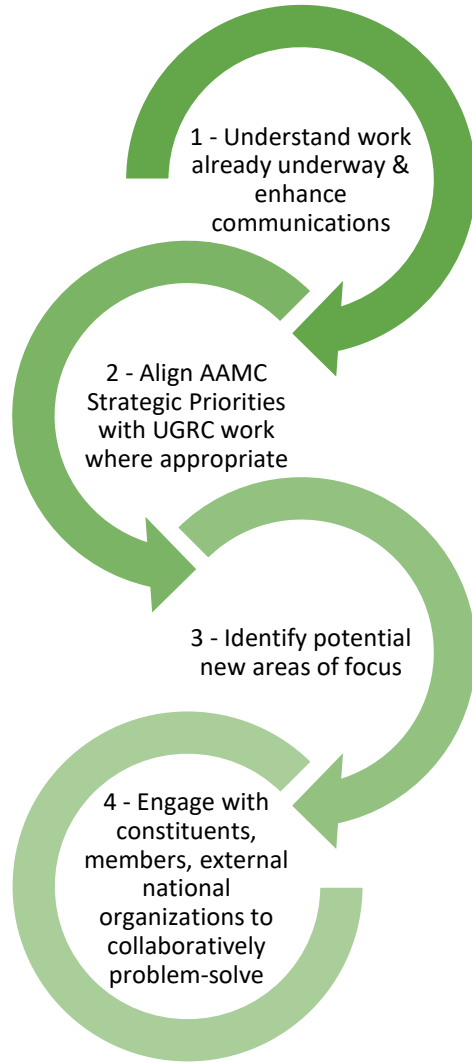 1 - Understand work
already underway &
enhance
communications
2 - Align AAMC
Strategic Priorities
with UGRC work
where appropriate
3 - Identify potential
new areas of focus
4 - Engage with
constituents,
members, external
national
organizations to
collaboratively
problem-solve